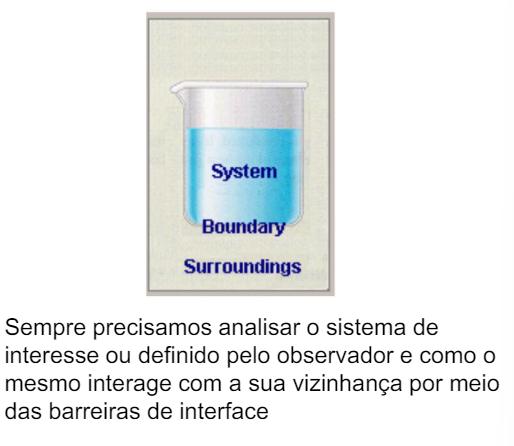 System
Boundary
Surroundings
Sempre precisamos analisar o sistema de
interesse ou definido pelo observador e como o
mesmo interage com a sua vizinhança por meio
das barreiras de interface